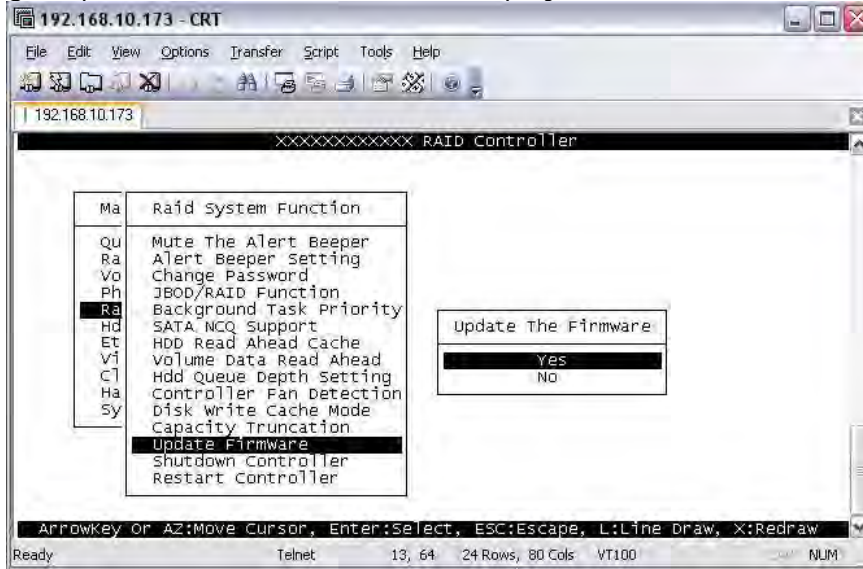 192.168.10.173 - CRT
File Edit View Options Transfer Script Tools Help
192.168.10.173
XXXXXXXXXXXX RAID Controller
Ma
Qu
Ra
Vo
Ph
Ra
Hd
Et
Vi
Cl
Ha
Sy
Raid System Function
Mute The Alert Beeper
Alert Beeper Setting
Change Password
JBOD/RAID Function
Background Task Priority
SATA NCQ Support
HDD Read Ahead Cache
Volume Data Read Ahead
Hdd Queue Depth Setting
Controller Fan Detection
Disk Write Cache Mode
Capacity Truncation
Update Firmware
Shutdown Controller
Restart Controller
Update The Firmware
Yes
No
ArrowKey Or AZ:Move Cursor, Enter:Select, ESC:Escape, L:Line Draw, X:Redraw
Ready Telnet 13, 64 24 Rows, 80 Cols VT100 NUM